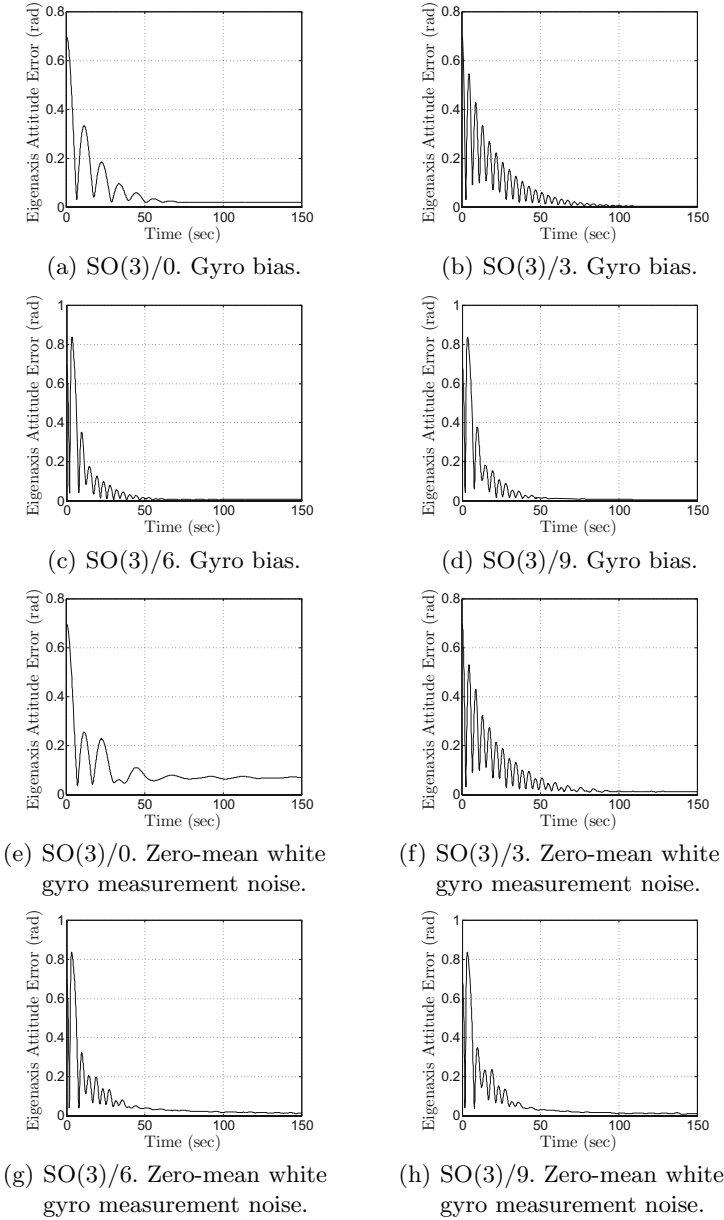 Eigenaxis Attitude Error (rad)
0.8
0.6
0.4
0.2
0
0
50
100
150
Time (sec)
(a) SO(3)/0. Gyro bias.
Eigenaxis Attitude Error (rad)
0.8
0.6
0.4
0.2
0
0
50
100
150
Time (sec)
(b) SO(3)/3. Gyro bias.
Eigenaxis Attitude Error (rad)
1
0.8
0.6
0.4
0.2
0
0
50
100
150
Time (sec)
(c) SO(3)/6. Gyro bias.
Eigenaxis Attitude Error (rad)
1
0.8
0.6
0.4
0.2
0
0
50
100
150
Time (sec)
(d) SO(3)/9. Gyro bias.
Eigenaxis Attitude Error (rad)
0.8
0.6
0.4
0.2
0
0
50
100
150
Time (sec)
(e) SO(3)/0. Zero-mean white
gyro measurement noise.
Eigenaxis Attitude Error (rad)
0.8
0.6
0.4
0.2
0
0
50
100
150
Time (sec)
(f) SO(3)/3. Zero-mean white
gyro measurement noise.
Eigenaxis Attitude Error (rad)
1
0.8
0.6
0.4
0.2
0
0
50
100
150
Time (sec)
(g) SO(3)/6. Zero-mean white
gyro measurement noise.
Eigenaxis Attitude Error (rad)
1
0.8
0.6
0.4
0.2
0
0
50
100
150
Time (sec)
(h) SO(3)/9. Zero-mean white
gyro measurement noise.